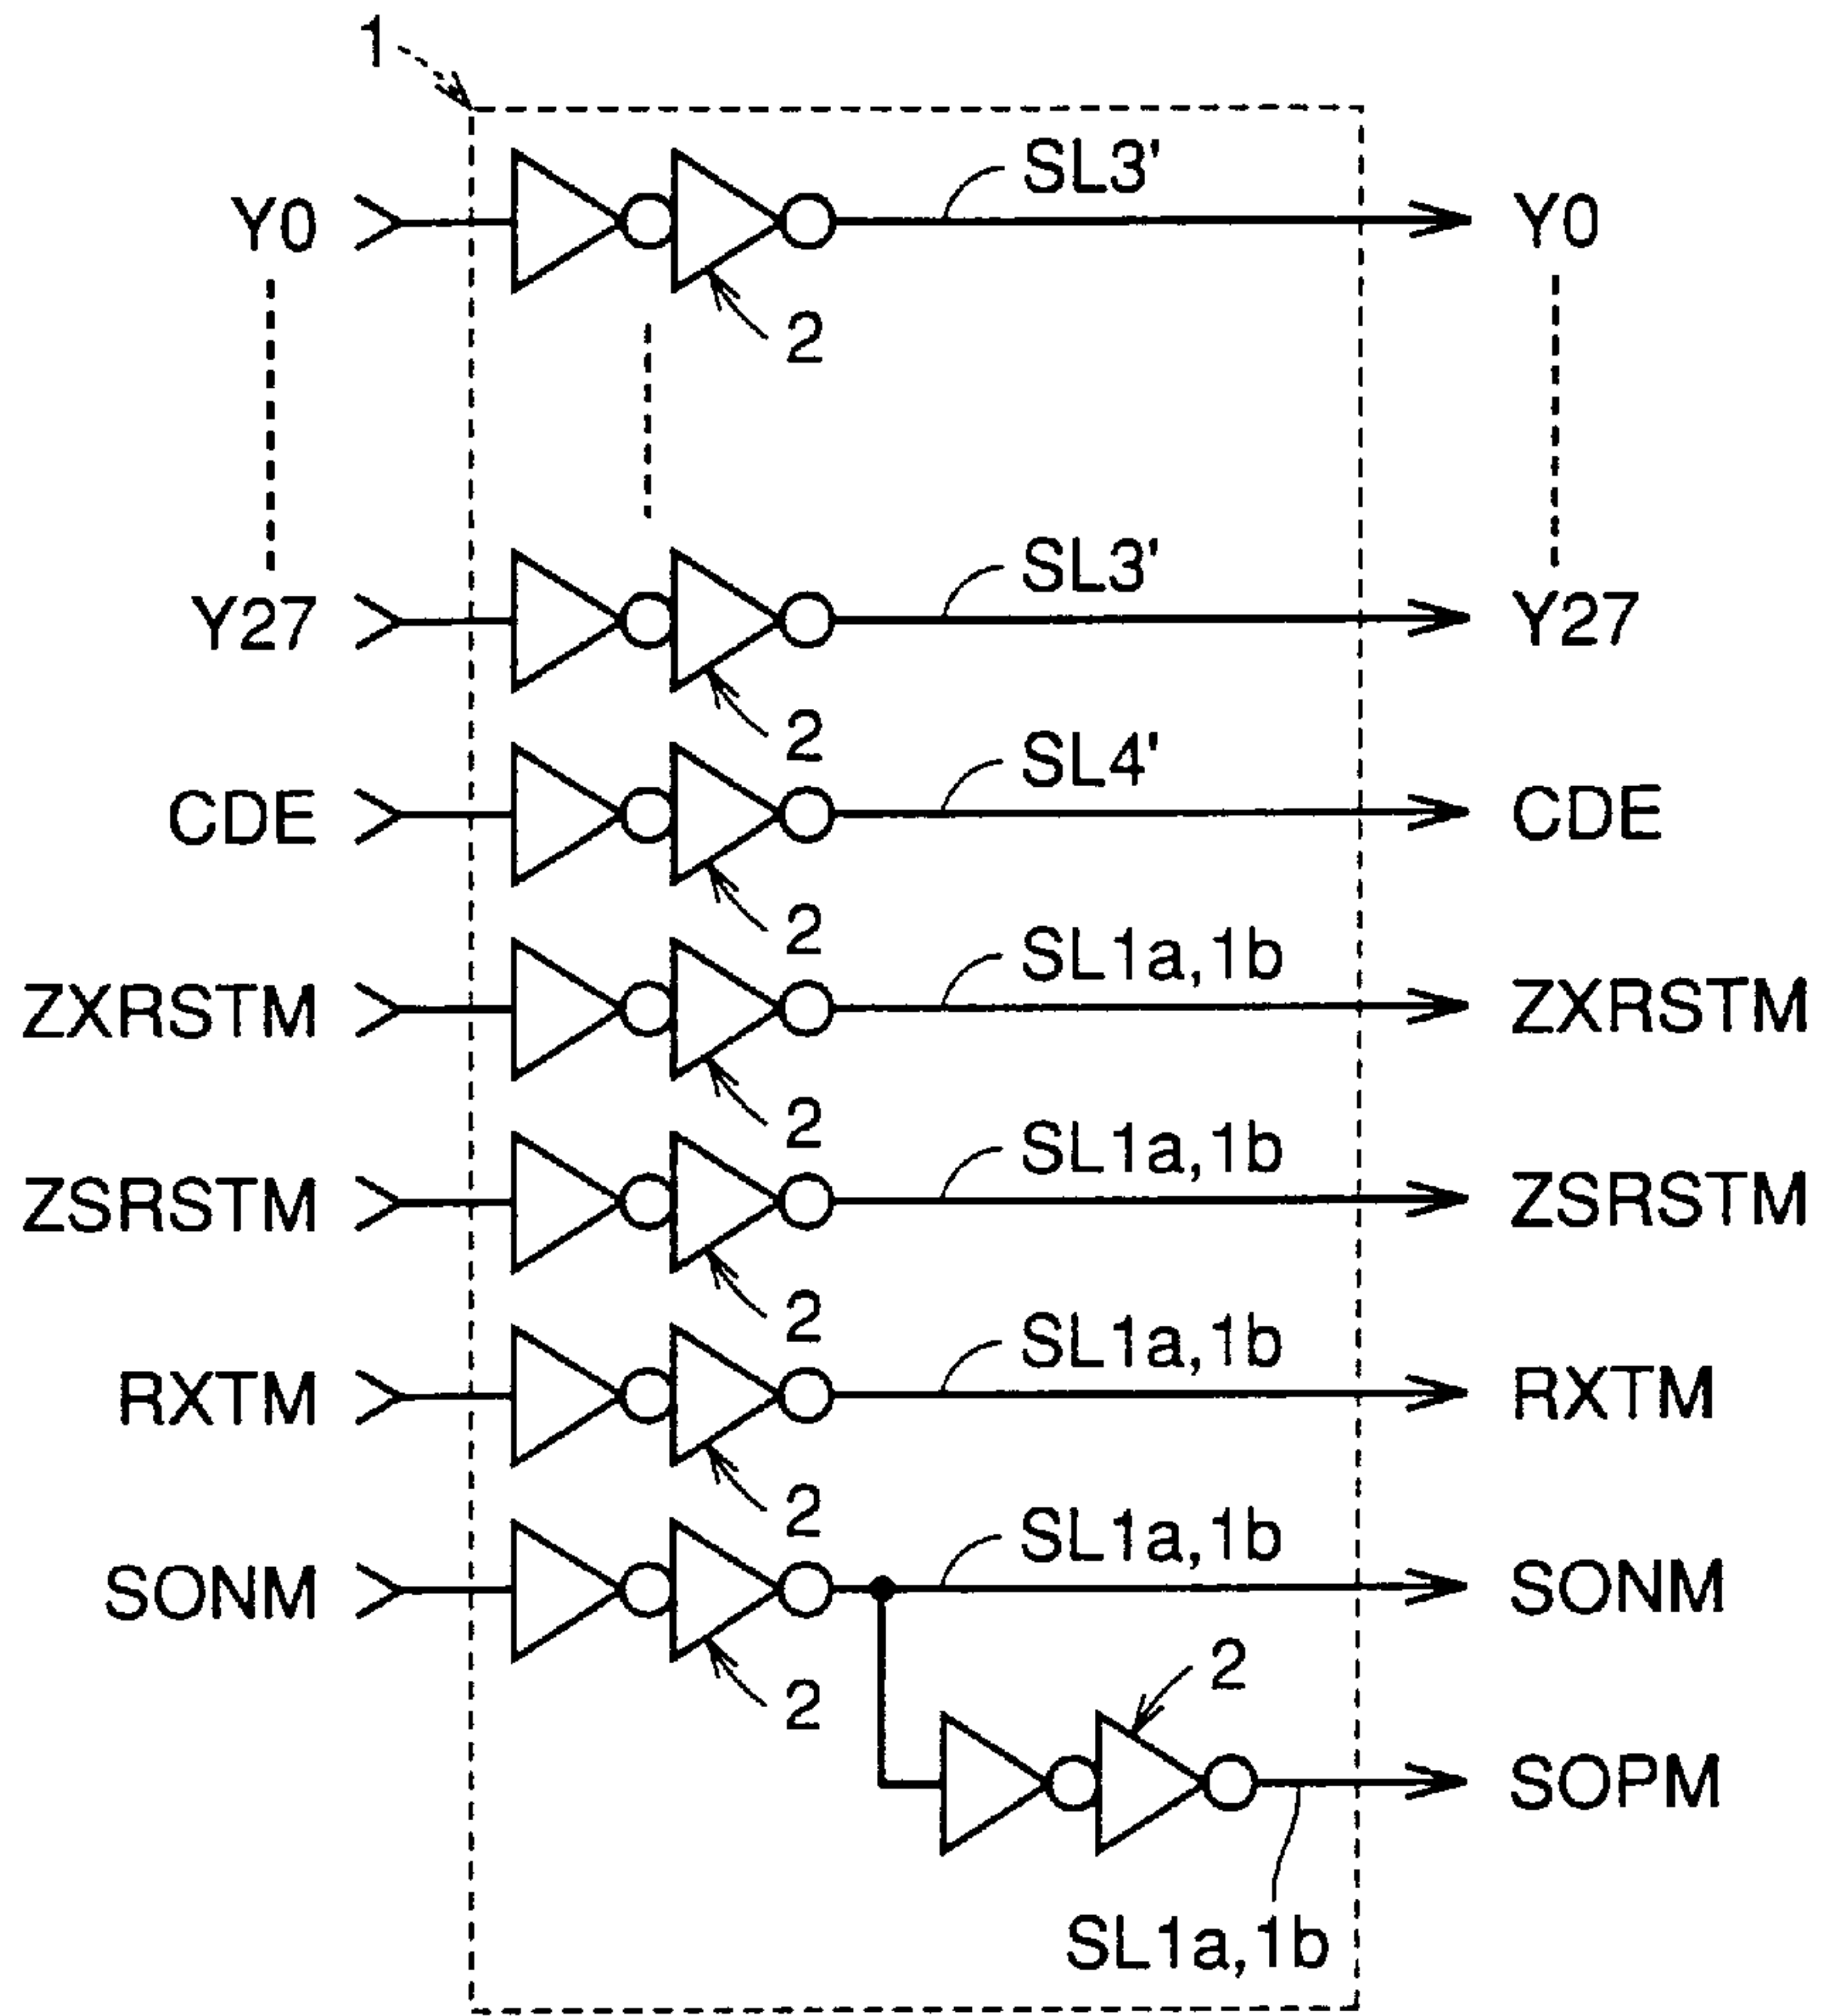 1
SL3'
Y0 Y0
2
SL3'
Y27 Y27
2
SL4'
CDE CDE
2
SL1a,1b
ZXRSTM ZXRSTM
2
SL1a,1b
ZSRSTM ZSRSTM
2
SL1a,1b
RXTM RXTM
2
SL1a,1b
SONM SONM
2
2
SOPM
SL1a,1b